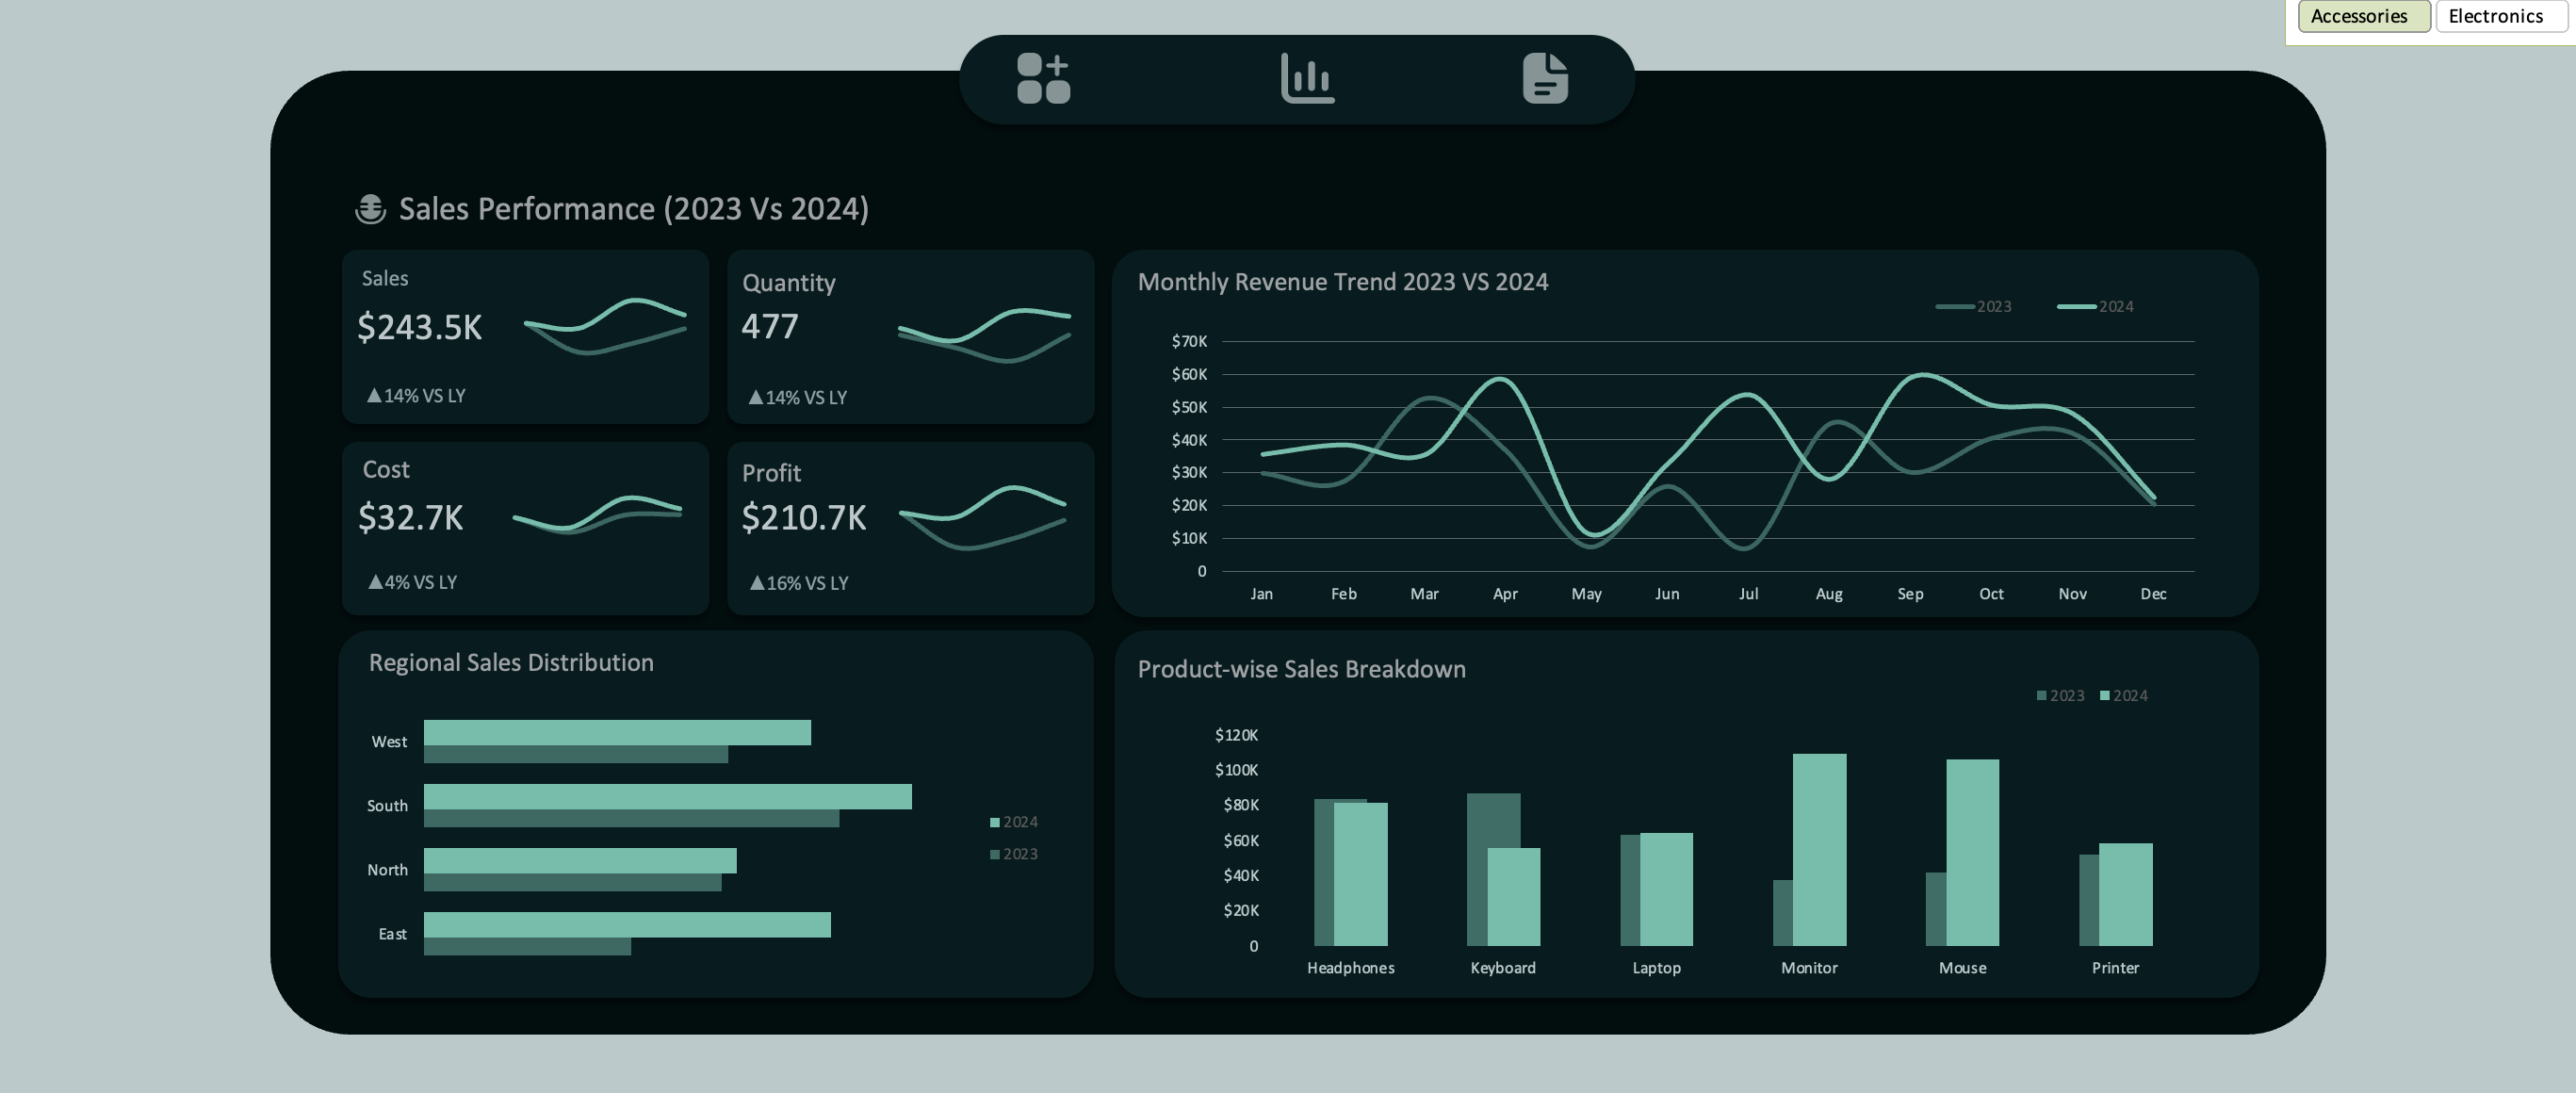 Accessories
Electronics
Sales Performance (2023 Vs 2024)
Sales
$243.5K
▲14% VS LY
Quantity
477
▲14% VS LY
Cost
$32.7K
▲4% VS LY
Profit
$210.7K
▲16% VS LY
Monthly Revenue Trend 2023 VS 2024
2023 2024
$70K
$60K
$50K
$40K
$30K
$20K
$10K
0
Jan Feb Mar Apr May Jun Jul Aug Sep Oct Nov Dec
Regional Sales Distribution
West
South
North
East
2024
2023
Product-wise Sales Breakdown
2023 2024
$120K
$100K
$80K
$60K
$40K
$20K
0
Headphones Keyboard Laptop Monitor Mouse Printer